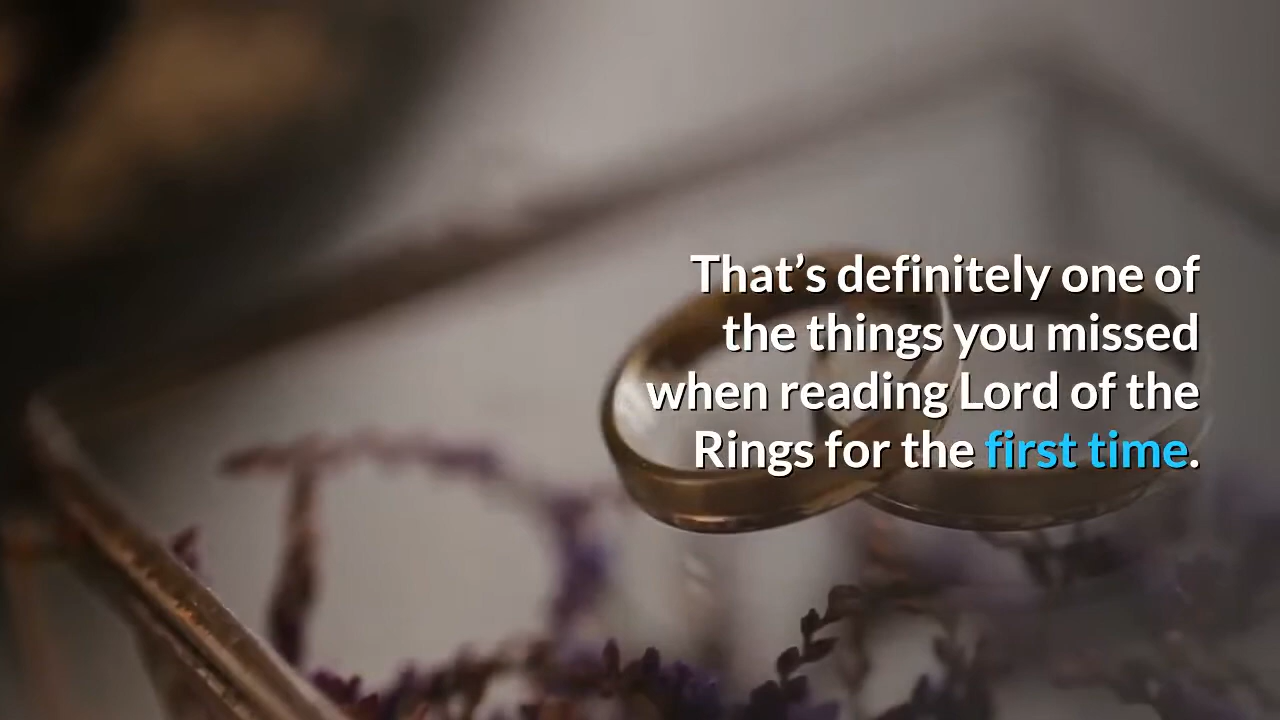 That’s definitely one of
the things you missed
when reading Lord of the
Rings for the first time.